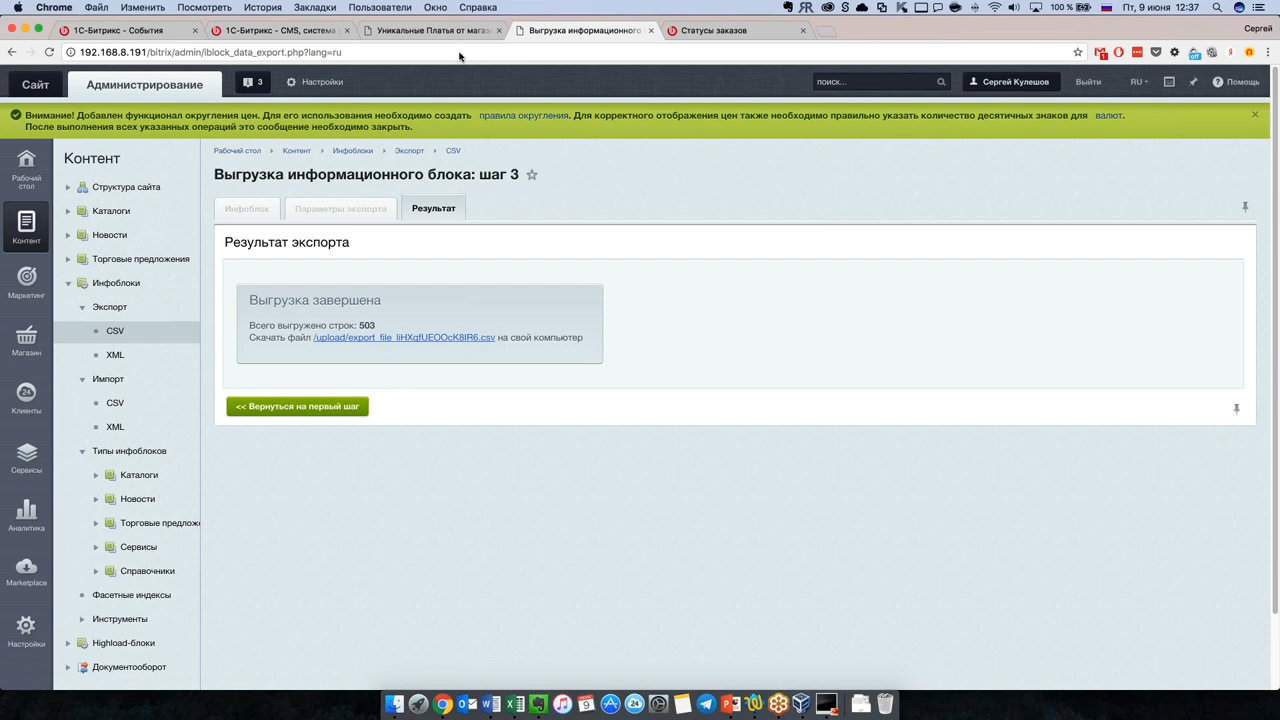 Chrome Файл Изменить Посмотреть История Закладки Пользователи Окно Справка 100 % Пт, 9 июня 12:37
1С-Битрикс - События
1С-Битрикс - CMS, система
Уникальные Платья от мага
Выгрузка информационного
Статусы заказов
Сергей
192.168.8.191/bitrix/admin/iblock_data_export.php?lang=ru
Сайт Администрирование 3 Настройки поиск... Сергей Кулешов Выйти RU Помощь
Внимание! Добавлен функционал округления цен. Для его использования необходимо создать правила округления. Для корректного отображения цен также необходимо правильно указать количество десятичных знаков для валют.
После выполнения всех указанных операций это сообщение необходимо закрыть.
Рабочий стол
Контент
Маркетинг
Магазин
24
Клиенты
Сервисы
Аналитика
Marketplace
Настройки
Контент
Структура сайта
Каталоги
Новости
Торговые предложения
Инфоблоки
Экспорт
CSV
XML
Импорт
CSV
XML
Типы инфоблоков
Каталоги
Новости
Торговые предлож
Сервисы
Справочники
Фасетные индексы
Инструменты
Highload-блоки
Документооборот
Рабочий стол Контент Инфоблоки Экспорт CSV
Выгрузка информационного блока: шаг 3
Инфоблок Параметры экспорта Результат
Результат экспорта
Выгрузка завершена
Всего выгружено строк: 503
Скачать файл /upload/export_file_liHXgfUEOOcK8IR6.csv на свой компьютер
<< Вернуться на первый шаг